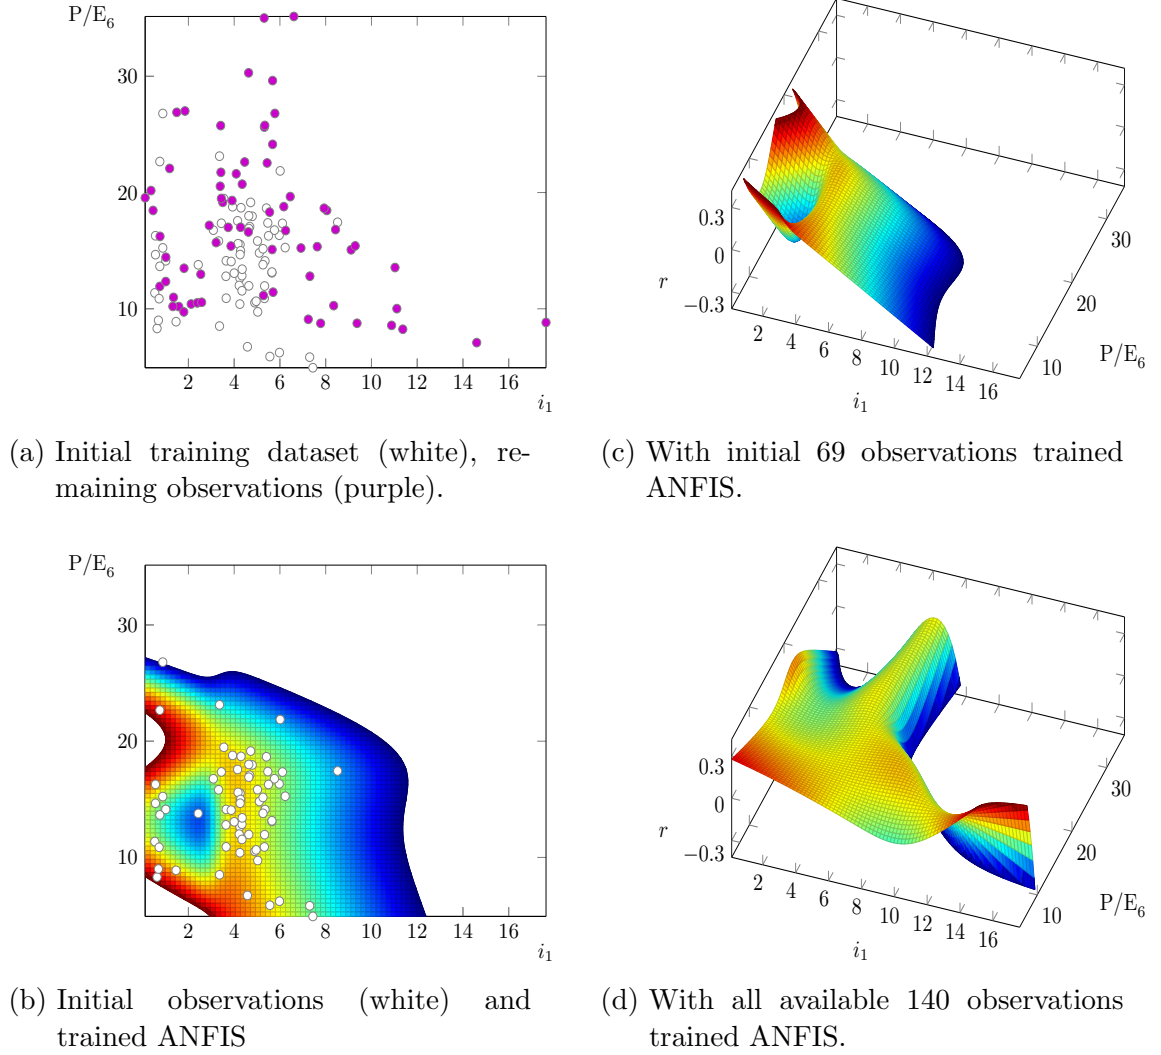 P/E6
30
20
10
2 4 6 8 10 12 14 16
i1
(a) Initial training dataset (white), re-
maining observations (purple).
0.3
0
−0.3
r
2 4 6 8 10 12 14 16
i1
10
20
30
P/E6
(c) With initial 69 observations trained
ANFIS.
P/E6
30
20
10
2 4 6 8 10 12 14 16
i1
(b) Initial observations (white) and
trained ANFIS
0.3
0
−0.3
r
2 4 6 8 10 12 14 16
i1
10
20
30
P/E6
(d) With all available 140 observations
trained ANFIS.